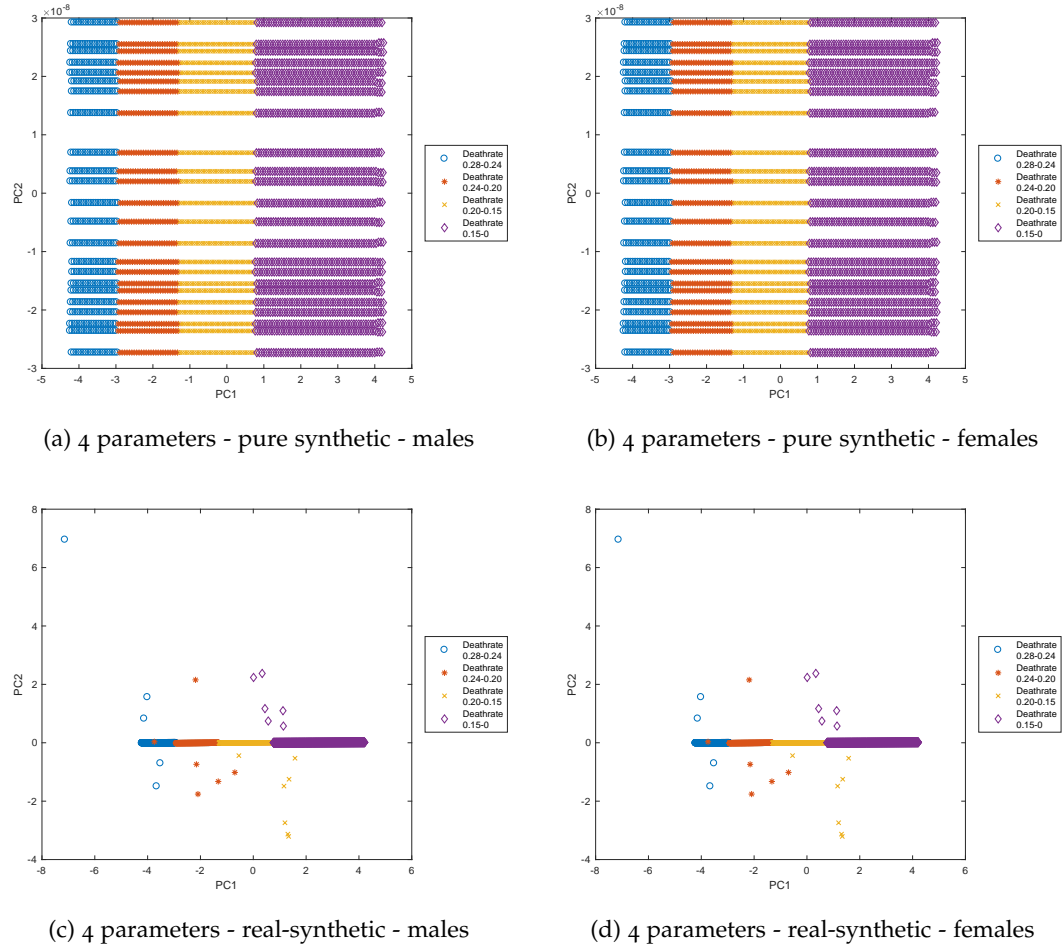 ×10⁻⁸
3
2
1
0
-1
-2
-3
PC2
-5 -4 -3 -2 -1 0 1 2 3 4 5
PC1
Deathrate
0.28-0.24
Deathrate
0.24-0.20
Deathrate
0.20-0.15
Deathrate
0.15-0
(a) 4 parameters - pure synthetic - males
×10⁻⁸
3
2
1
0
-1
-2
-3
PC2
-5 -4 -3 -2 -1 0 1 2 3 4 5
PC1
Deathrate
0.28-0.24
Deathrate
0.24-0.20
Deathrate
0.20-0.15
Deathrate
0.15-0
(b) 4 parameters - pure synthetic - females
8
6
4
2
0
-2
-4
PC2
-8 -6 -4 -2 0 2 4 6
PC1
Deathrate
0.28-0.24
Deathrate
0.24-0.20
Deathrate
0.20-0.15
Deathrate
0.15-0
(c) 4 parameters - real-synthetic - males
8
6
4
2
0
-2
-4
PC2
-8 -6 -4 -2 0 2 4 6
PC1
Deathrate
0.28-0.24
Deathrate
0.24-0.20
Deathrate
0.20-0.15
Deathrate
0.15-0
(d) 4 parameters - real-synthetic - females